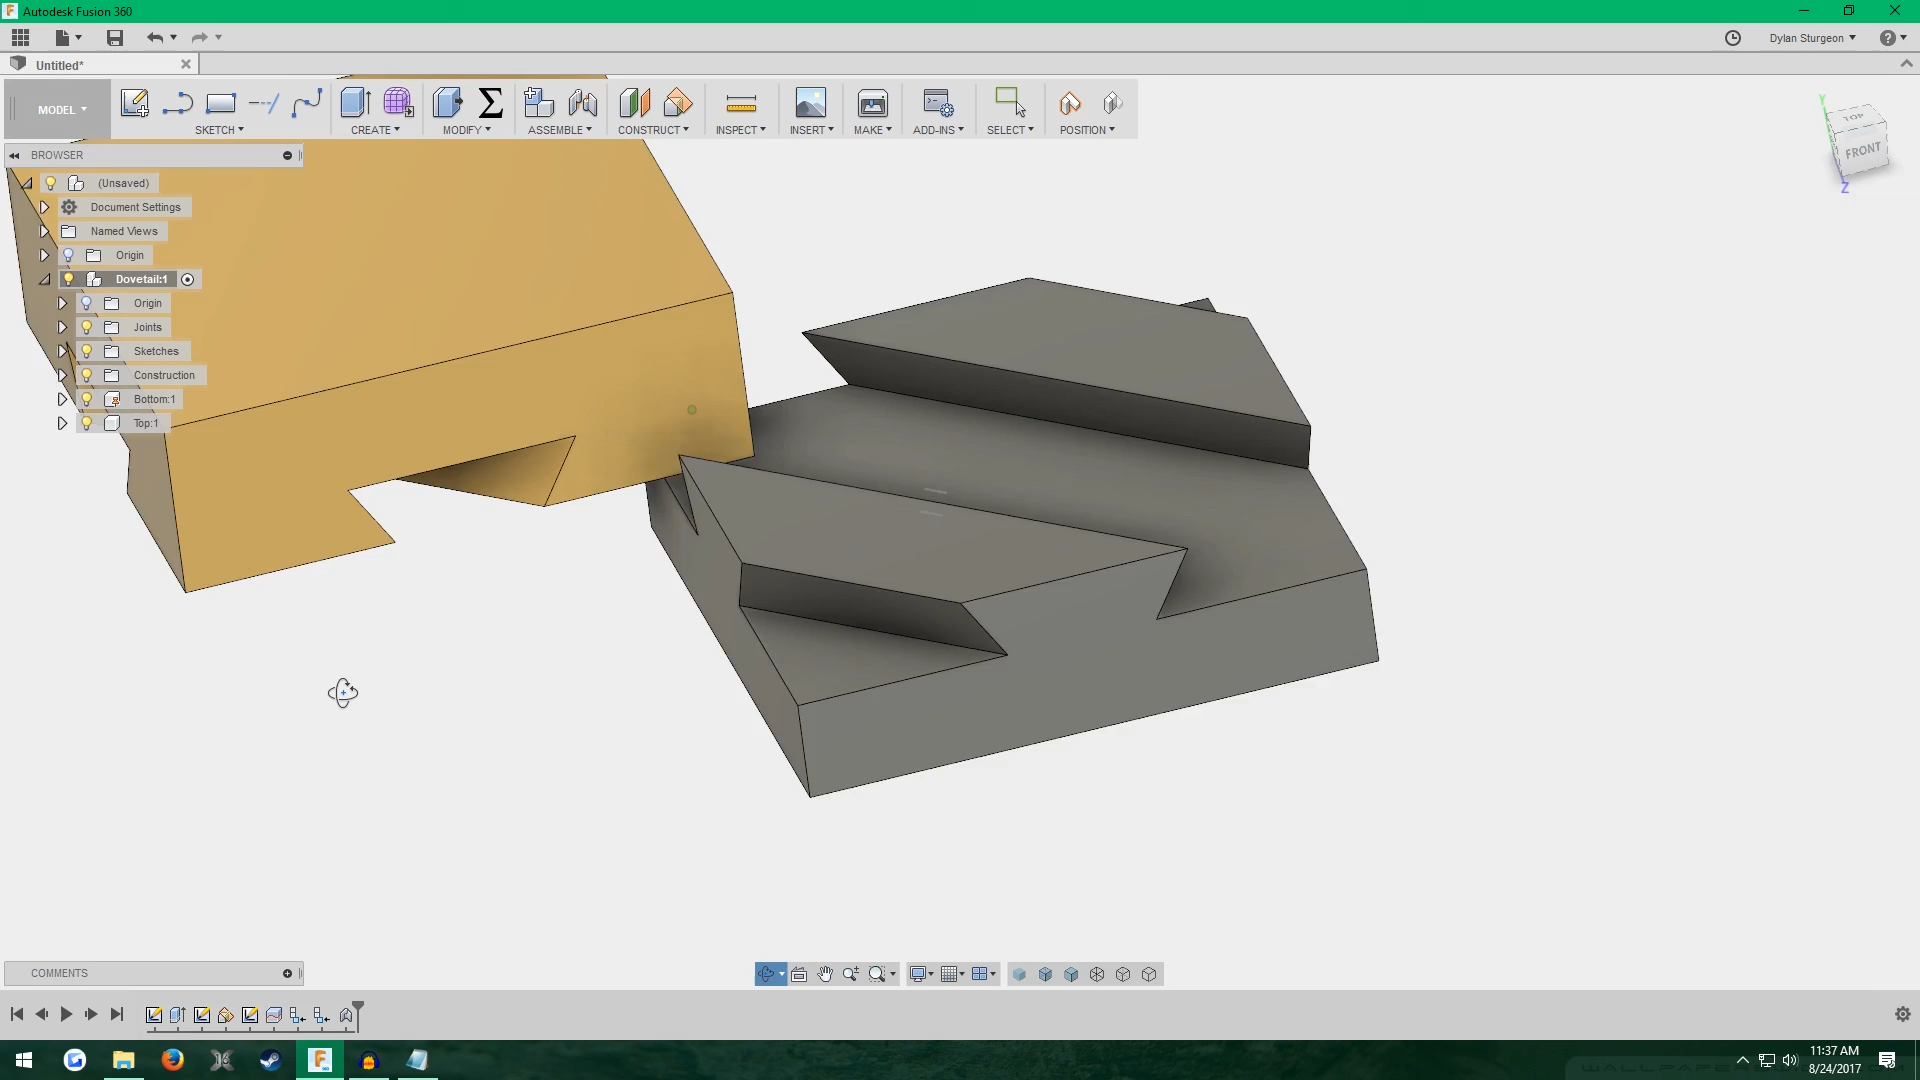 Autodesk Fusion 360
Dylan Sturgeon
Untitled*
MODEL
SKETCH
CREATE
MODIFY
ASSEMBLE
CONSTRUCT
INSPECT
INSERT
MAKE
ADD-INS
SELECT
POSITION
TOP
FRONT
Y
Z
BROWSER
(Unsaved)
Document Settings
Named Views
Origin
Dovetail:1
Origin
Joints
Sketches
Construction
Bottom:1
Top:1
COMMENTS
11:37 AM
8/24/2017